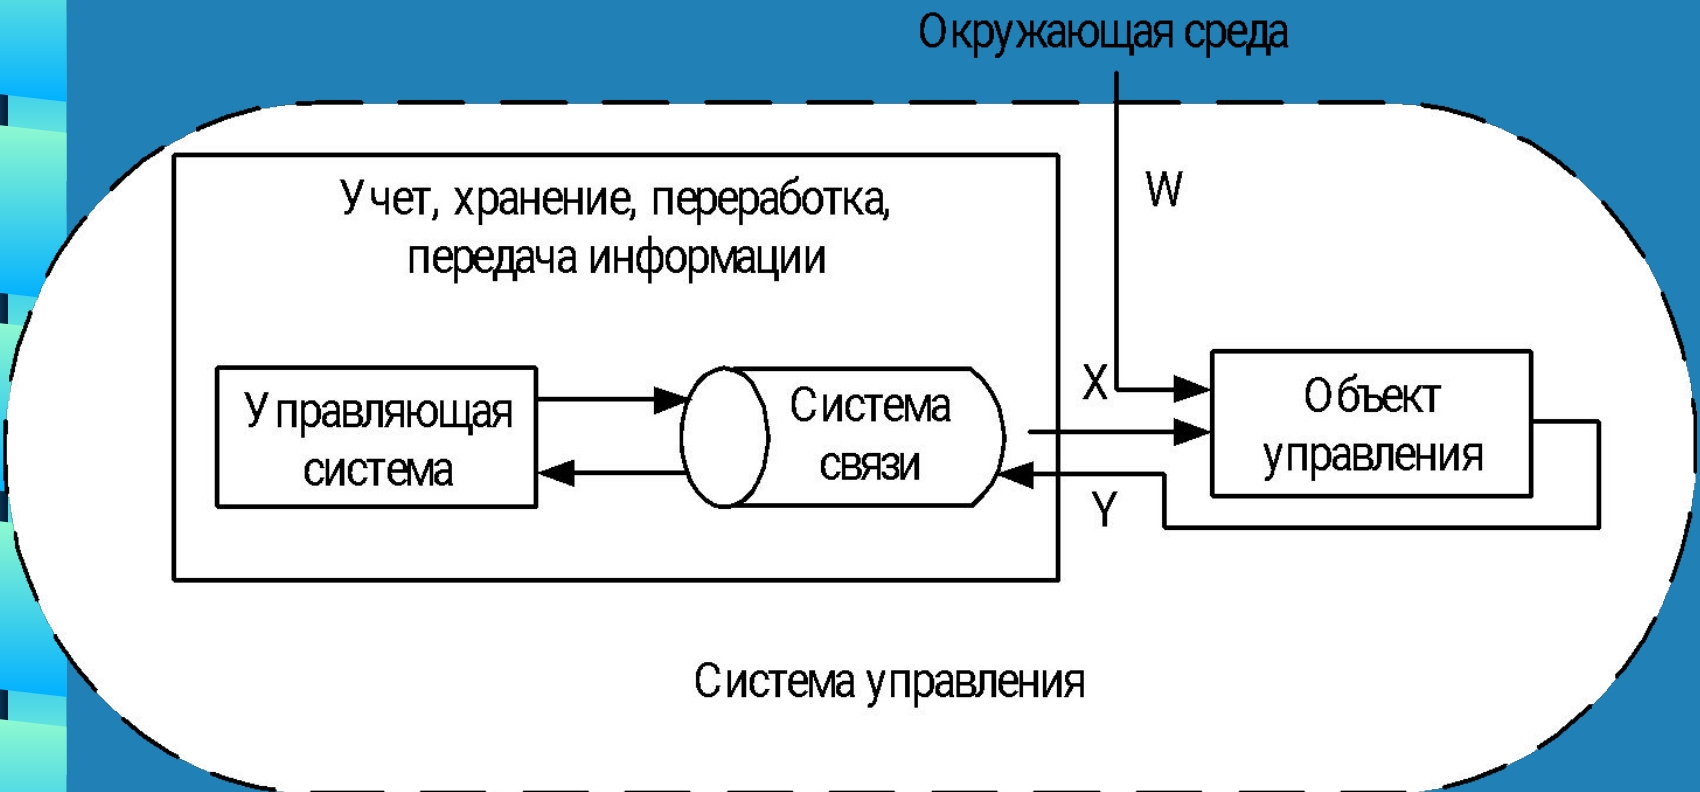 Окружающая среда
W
Учет, хранение, переработка,
передача информации
X
Управляющая
система
Система
связи
Объект
управления
Y
Система управления